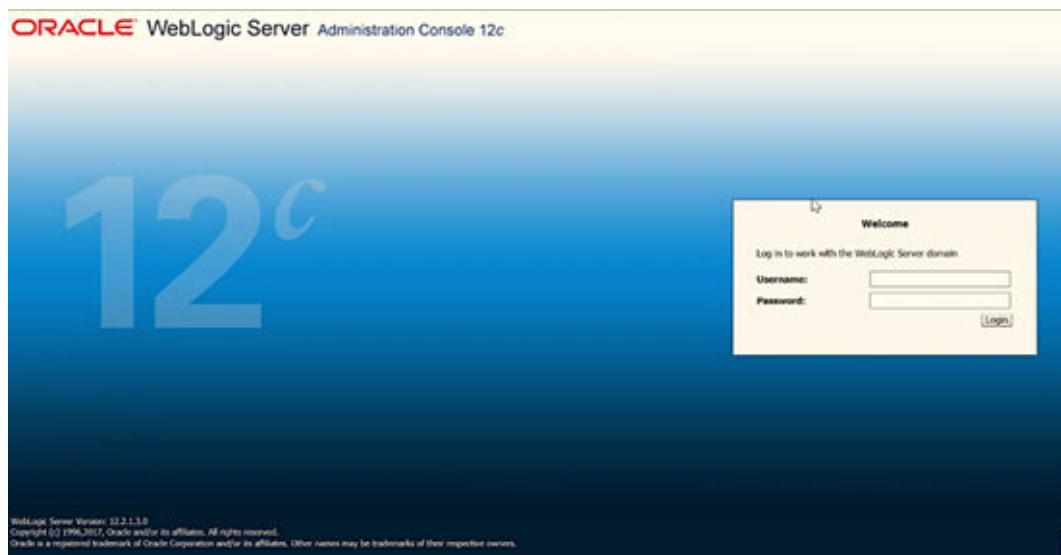 ORACLE WebLogic Server Administration Console 12c
12c
Welcome
Log in to work with the WebLogic Server domain
Username:
Password:
Login
WebLogic Server Version: 12.2.1.3.0
Copyright (c) 1996,2017, Oracle and/or its affiliates. All rights reserved.
Oracle is a registered trademark of Oracle Corporation and/or its affiliates. Other names may be trademarks of their respective owners.